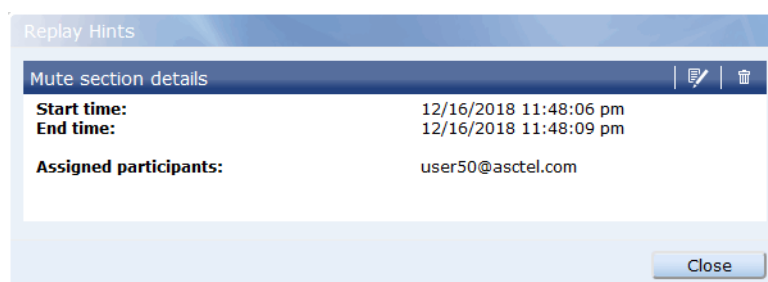 Replay Hints
Mute section details
Start time: 12/16/2018 11:48:06 pm
End time: 12/16/2018 11:48:09 pm
Assigned participants: user50@asctel.com
Close